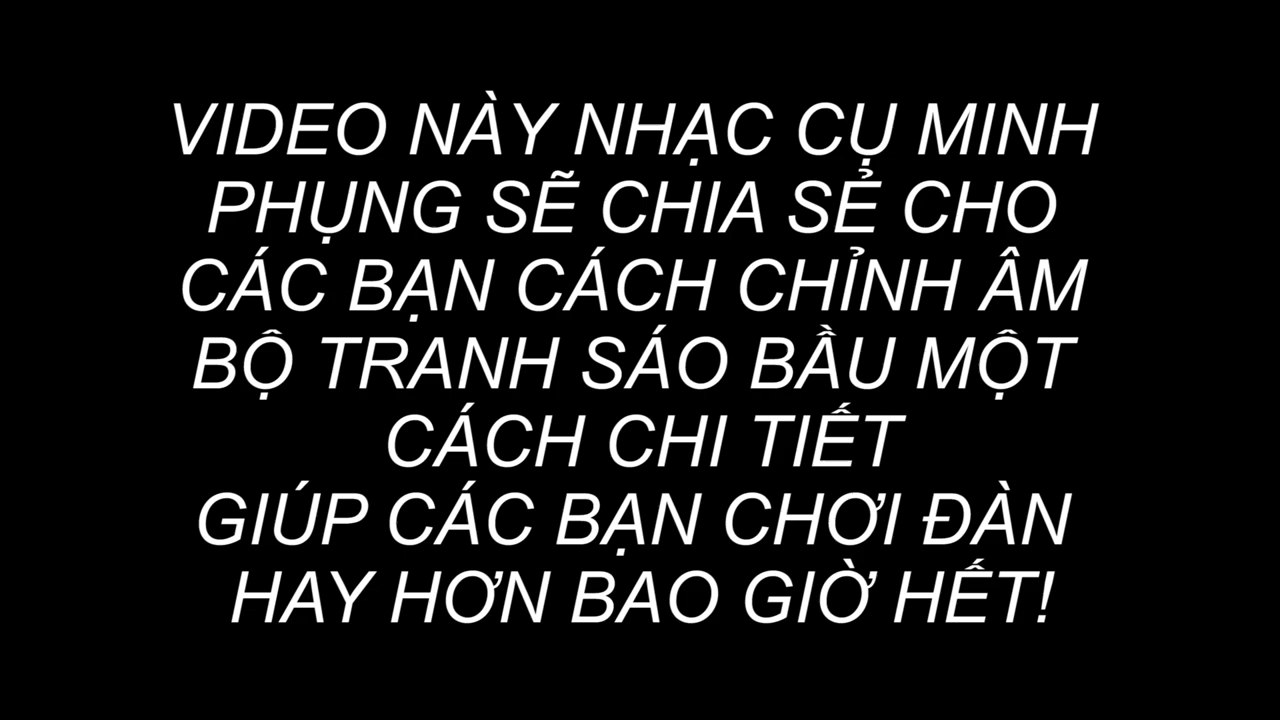 VIDEO NÀY NHẠC CỤ MINH
PHỤNG SẼ CHIA SẺ CHO
CÁC BẠN CÁCH CHỈNH ÂM
BỘ TRANH SÁO BẦU MỘT
CÁCH CHI TIẾT
GIÚP CÁC BẠN CHƠI ĐÀN
HAY HƠN BAO GIỜ HẾT!